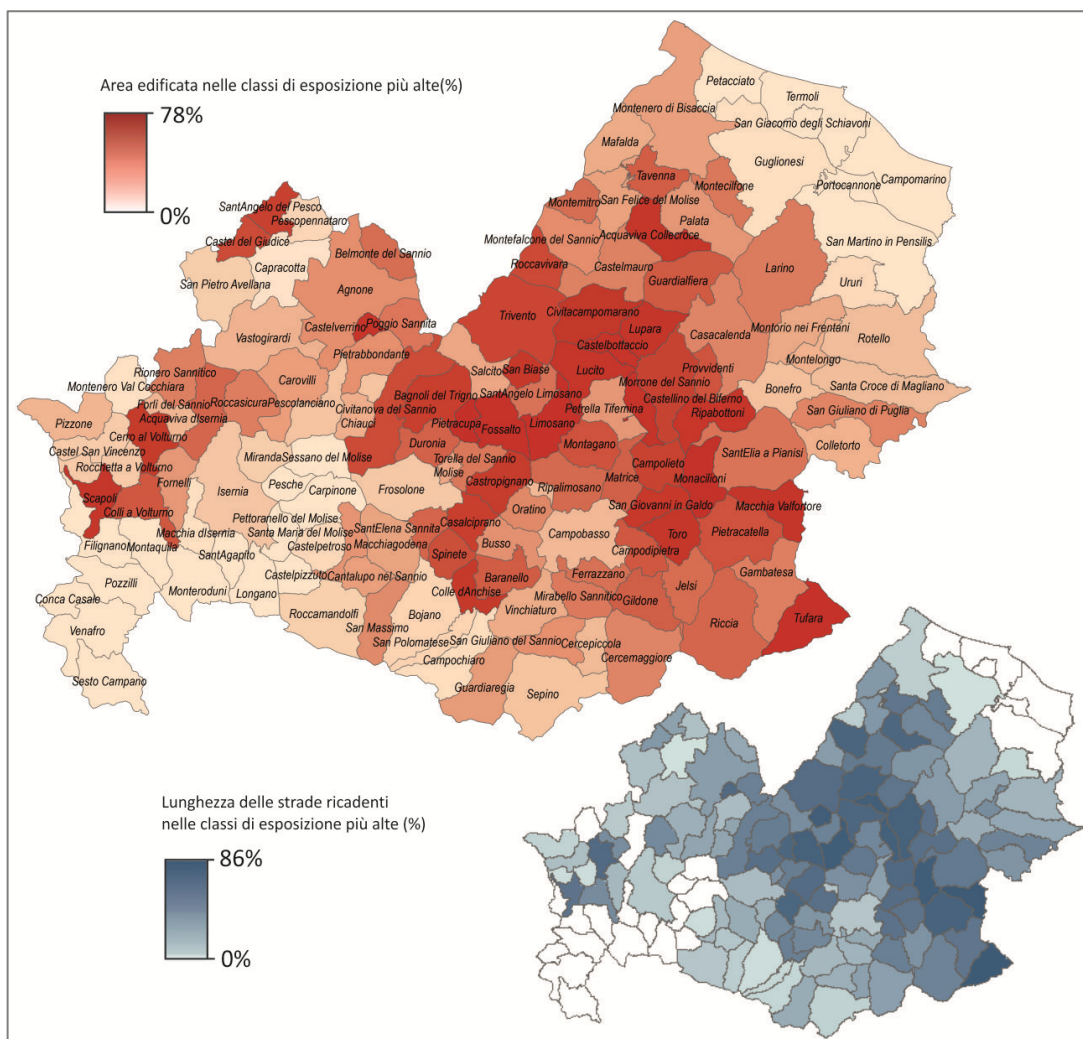 Area edificata nelle classi di esposizione più alte(%)
78%
0%
Petacciato
Termoli
Montenero di Bisaccia
San Giacomo degli Schiavoni
Mafalda
Guglionesi
Tavenna
Campomarino
Portocannone
Montecilfone
SantAngelo del Pesco
San Felice del Molise
Pescopennataro
Montemitro
Palata
Acquaviva Collecroce
Castel del Giudice
Montefalcone del Sannio
San Martino in Pensilis
Belmonte del Sannio
Capracotta
Roccavivara
Castelmauro
Larino
Guardialfiera
San Pietro Avellana
Agnone
Ururi
Civitacampomarano
Trivento
Poggio Sannita
Castelverrino
Lupara
Montorio nei Frentani
Casacalenda
Vastogirardi
Rotello
Castelbottaccio
Pietrabbondante
Montelongo
San Biase
Lucito
Salcito
Provvidenti
Rionero Sannitico
Carovilli
Morrone del Sannio
Montenero Val Cocchiara
Bonefro
Santa Croce di Magliano
Bagnoli del Trigno
SantAngelo Limosano
Castellino del Biferno
Forli del Sannio
Roccasicura
Pescolanciano
Civitanova del Sannio
Petrella Tifernina
San Giuliano di Puglia
Ripabottoni
Pizzone
Acquaviva dIsernia
Chiauci
Pietracupa
Fossalto
Limosano
Cerro al Volturno
Duronia
Montagano
Colletorto
SantElia a Pianisi
Castel San Vincenzo
Miranda
Sessano del Molise
Torella del Sannio
Campolieto
Rocchetta a Volturno
Molise
Matrice
Monacilioni
Fornelli
Pesche
Carpinone
Frosolone
Castropignano
Ripalimosano
Isernia
Scapoli
San Giovanni in Galdo
Macchia Valfortore
Colli a Volturno
Oratino
Pettoranello del Molise
Macchia dIsernia
Santa Maria del Molise
SantElena Sannita
Casalciprano
Campobasso
Toro
Pietracatella
Filignano
Montaquila
SantAgapito
Castelpetroso
Macchiagodena
Busso
Spinete
Campodipietra
Pozzilli
Castelpizzuto
Cantalupo nel Sannio
Baranello
Ferrazzano
Gambatesa
Monteroduni
Longano
Colle dAnchise
Mirabello Sannitico
Gildone
Jelsi
Conca Casale
Roccamandolfi
Bojano
Vinchiaturo
Tufara
San Massimo
Riccia
Venafro
San Polomatese
San Giuliano del Sannio
Cercepiccola
Campochiaro
Cercemaggiore
Sesto Campano
Guardiaregia
Sepino
Lunghezza delle strade ricadenti
nelle classi di esposizione più alte (%)
86%
0%